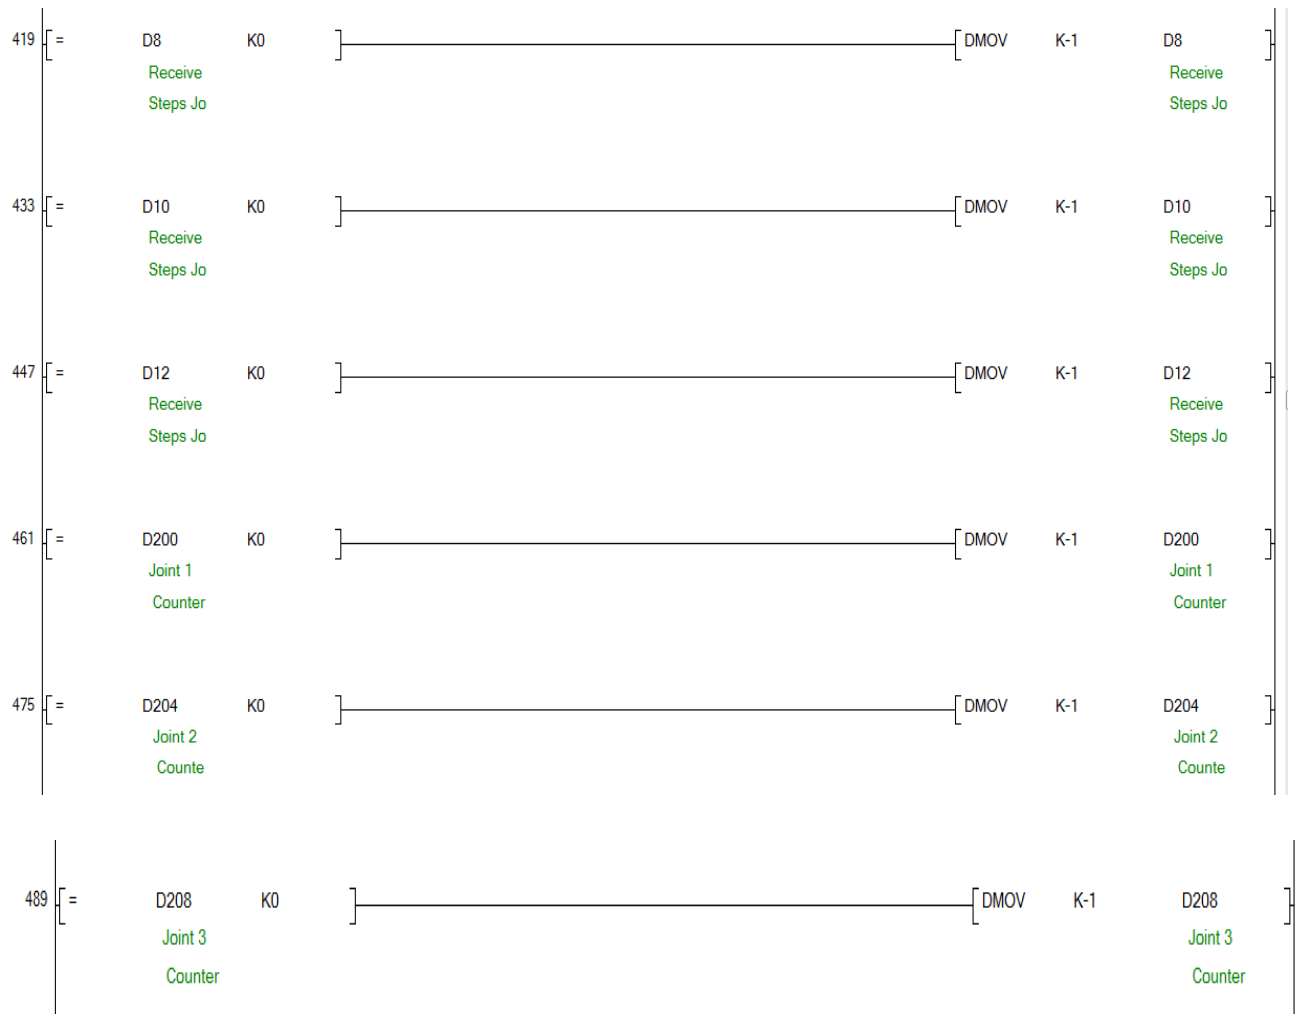 419 [ = D8 K0 ] [ DMOV K-1 D8 ]
Receive Receive
Steps Jo Steps Jo
433 [ = D10 K0 ] [ DMOV K-1 D10 ]
Receive Receive
Steps Jo Steps Jo
447 [ = D12 K0 ] [ DMOV K-1 D12 ]
Receive Receive
Steps Jo Steps Jo
461 [ = D200 K0 ] [ DMOV K-1 D200 ]
Joint 1 Joint 1
Counter Counter
475 [ = D204 K0 ] [ DMOV K-1 D204 ]
Joint 2 Joint 2
Counte Counte
489 [ = D208 K0 ] [ DMOV K-1 D208 ]
Joint 3 Joint 3
Counter Counter